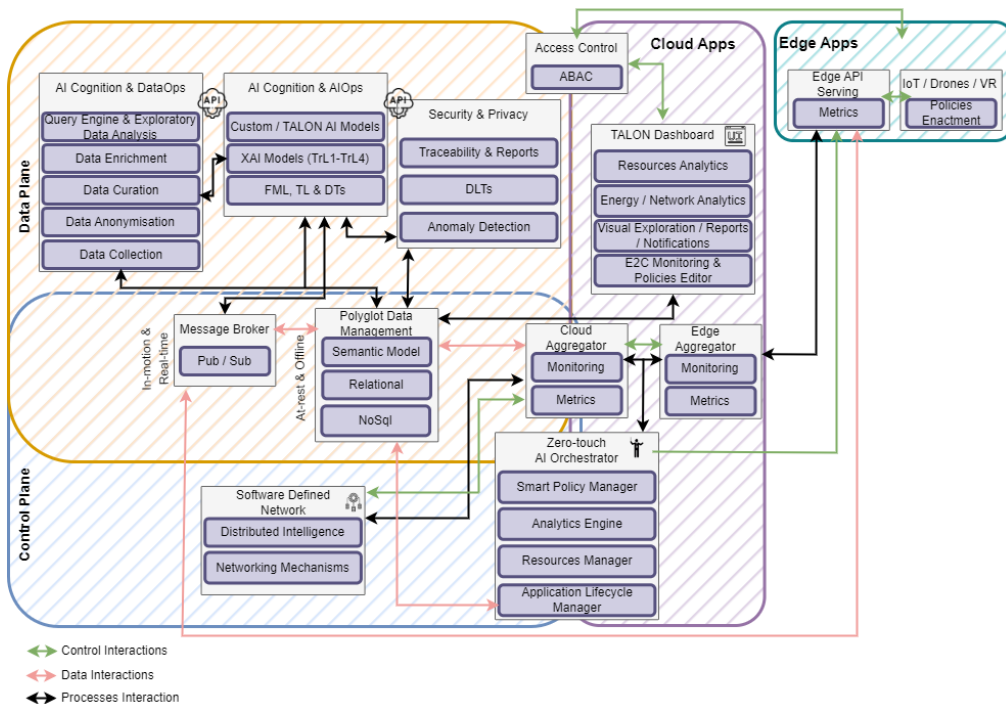 Access Control
ABAC
Cloud Apps
Edge Apps
Edge API
Serving
Metrics
IoT / Drones / VR
Policies
Enactment
Data Plane
AI Cognition & DataOps
API
Query Engine & Exploratory
Data Analysis
Data Enrichment
Data Curation
Data Anonymisation
Data Collection
AI Cognition & AIOps
API
Custom / TALON AI Models
XAI Models (TrL1-TrL4)
FML, TL & DTs
Security & Privacy
Traceability & Reports
DLTs
Anomaly Detection
TALON Dashboard
UX
Resources Analytics
Energy / Network Analytics
Visual Exploration / Reports
/ Notifications
E2C Monitoring &
Policies Editor
In-motion &
Real-time
Message Broker
Pub / Sub
At-rest & Offline
Polyglot Data
Management
Semantic Model
Relational
NoSql
Cloud
Aggregator
Monitoring
Metrics
Edge
Aggregator
Monitoring
Metrics
Control Plane
Software Defined
Network
Distributed Intelligence
Networking Mechanisms
Zero-touch
AI Orchestrator
Smart Policy Manager
Analytics Engine
Resources Manager
Application Lifecycle
Manager
Control Interactions
Data Interactions
Processes Interaction